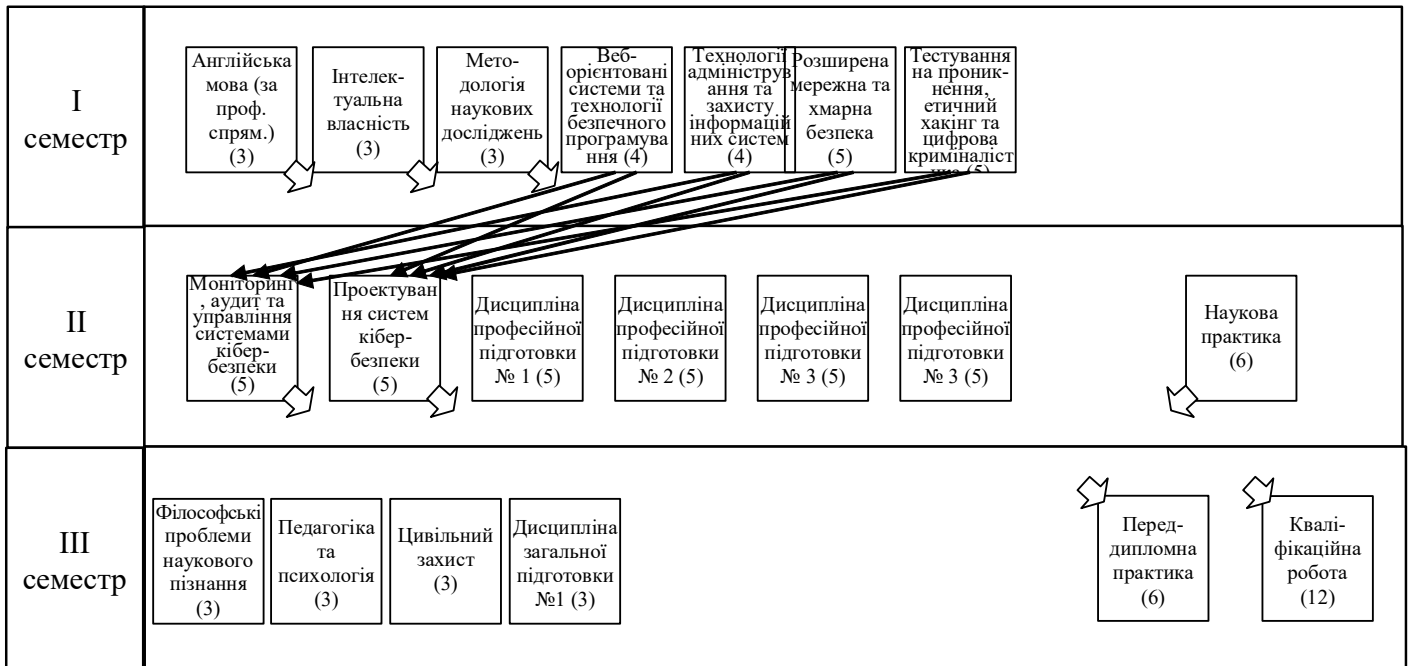 I
семестр
Англійська
мова (за
проф.
спрям.)
(3)
Інтелек-
туальна
власність
(3)
Мето-
дологія
наукових
досліджень
(3)
Веб-
орієнтовані
системи та
технології
безпечного
програмува
ння (4)
Технології
адмініструв
ання та
захисту
інформацій
них систем
(4)
Розширена
мережна та
хмарна
безпека
(5)
Тестування
на проник-
нення,
етичний
хакінг та
цифрова
криміналіст
ика (5)
II
семестр
Моніторинг
, аудит та
управління
системами
кібер-
безпеки
(5)
Проектуван
ня систем
кібер-
безпеки
(5)
Дисципліна
професійної
підготовки
№ 1 (5)
Дисципліна
професійної
підготовки
№ 2 (5)
Дисципліна
професійної
підготовки
№ 3 (5)
Дисципліна
професійної
підготовки
№ 3 (5)
Наукова
практика
(6)
III
семестр
Філософські
проблеми
наукового
пізнання
(3)
Педагогіка
та
психологія
(3)
Цивільний
захист
(3)
Дисципліна
загальної
підготовки
№1 (3)
Перед-
дипломна
практика
(6)
Квалі-
фікаційна
робота
(12)